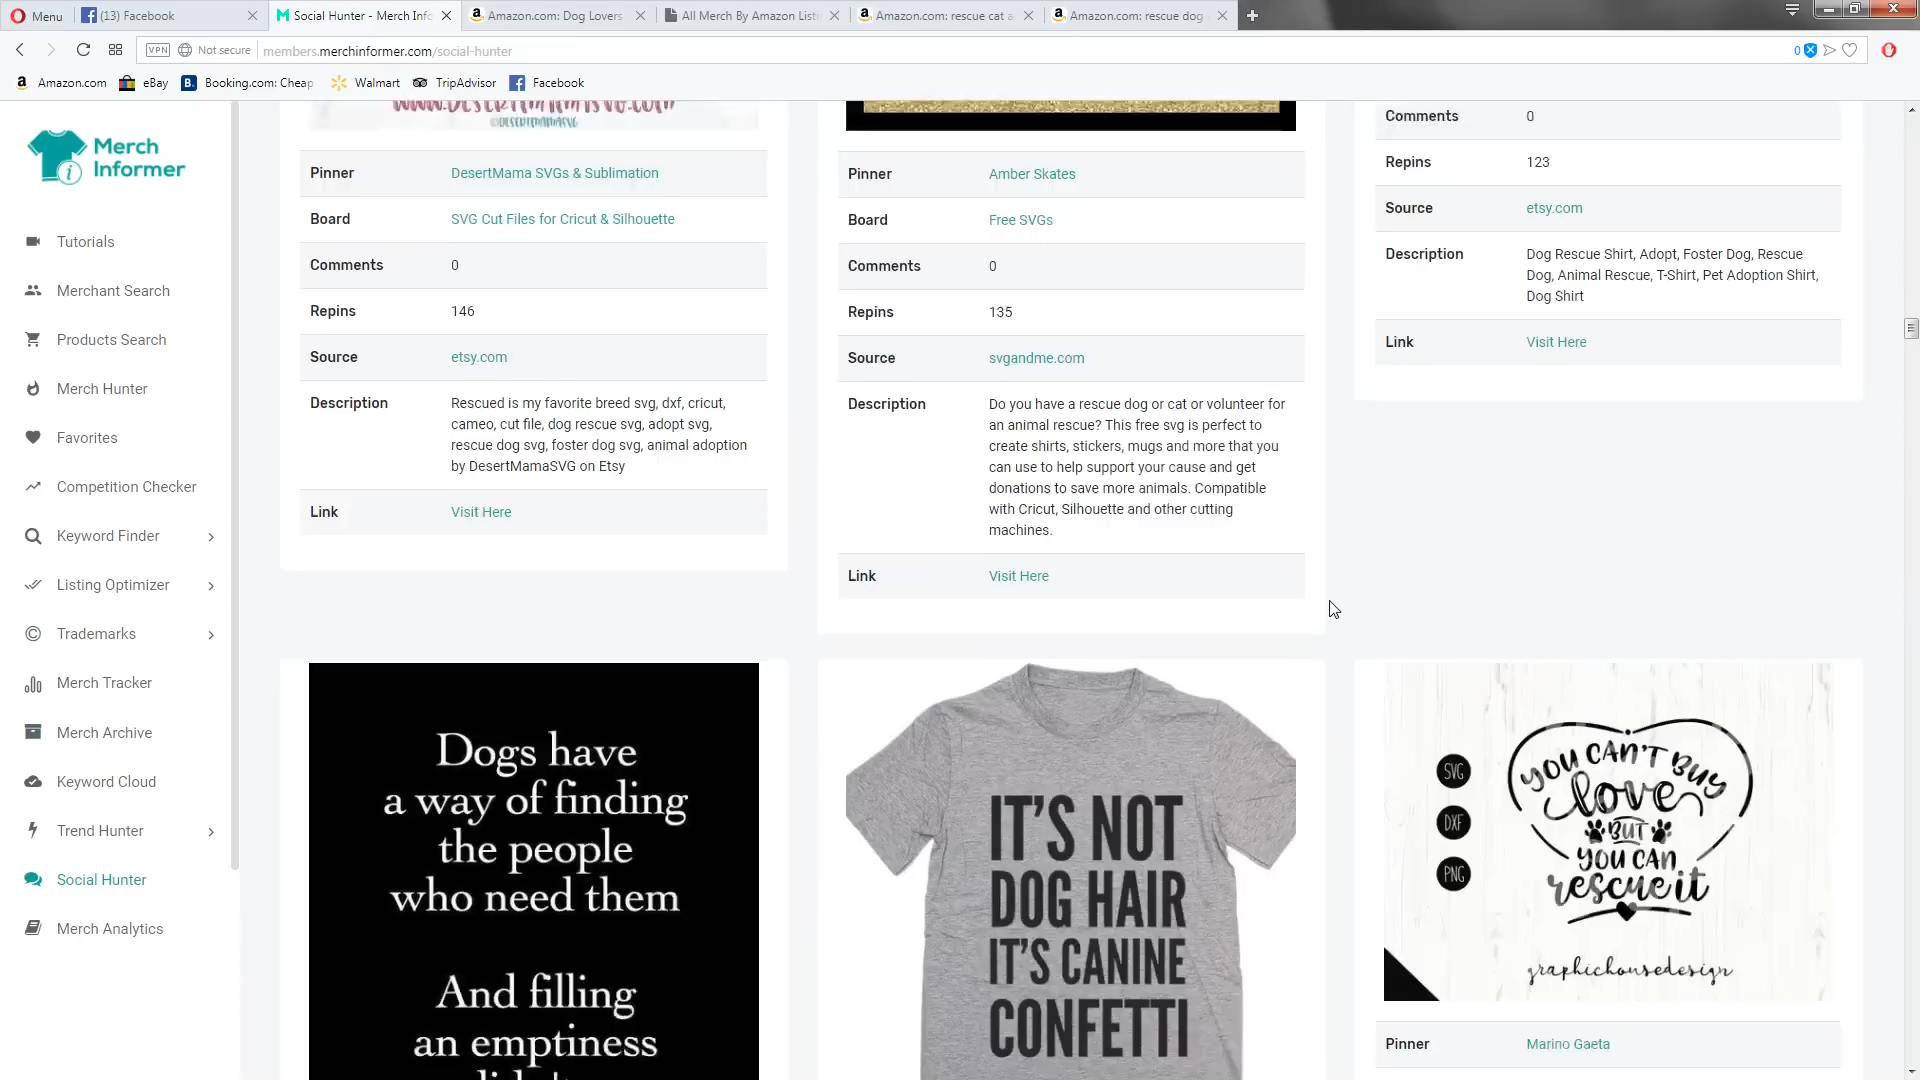 Menu
(13) Facebook
Social Hunter - Merch Info
Amazon.com: Dog Lovers
All Merch By Amazon Listi
Amazon.com: rescue cat a
Amazon.com: rescue dog
VPN
Not secure
members.merchinformer.com/social-hunter
0
Amazon.com
eBay
Booking.com: Cheap
Walmart
TripAdvisor
Facebook
Merch
Informer
Tutorials
Merchant Search
Products Search
Merch Hunter
Favorites
Competition Checker
Keyword Finder
Listing Optimizer
Trademarks
Merch Tracker
Merch Archive
Keyword Cloud
Trend Hunter
Social Hunter
Merch Analytics
www.DesertMamaSVG.com
@DESERTMAMASVG
Pinner DesertMama SVGs & Sublimation
Board SVG Cut Files for Cricut & Silhouette
Comments 0
Repins 146
Source etsy.com
Description Rescued is my favorite breed svg, dxf, cricut,
cameo, cut file, dog rescue svg, adopt svg,
rescue dog svg, foster dog svg, animal adoption
by DesertMamaSVG on Etsy
Link Visit Here
Pinner Amber Skates
Board Free SVGs
Comments 0
Repins 135
Source svgandme.com
Description Do you have a rescue dog or cat or volunteer for
an animal rescue? This free svg is perfect to
create shirts, stickers, mugs and more that you
can use to help support your cause and get
donations to save more animals. Compatible
with Cricut, Silhouette and other cutting
machines.
Link Visit Here
Comments 0
Repins 123
Source etsy.com
Description Dog Rescue Shirt, Adopt, Foster Dog, Rescue
Dog, Animal Rescue, T-Shirt, Pet Adoption Shirt,
Dog Shirt
Link Visit Here
Dogs have
a way of finding
the people
who need them
And filling
an emptiness
IT'S NOT
DOG HAIR
IT'S CANINE
CONFETTI
SVG
DXF
PNG
YOU CAN'T BUY
love
BUT
YOU CAN
rescue it
graphichousedesign
Pinner Marino Gaeta